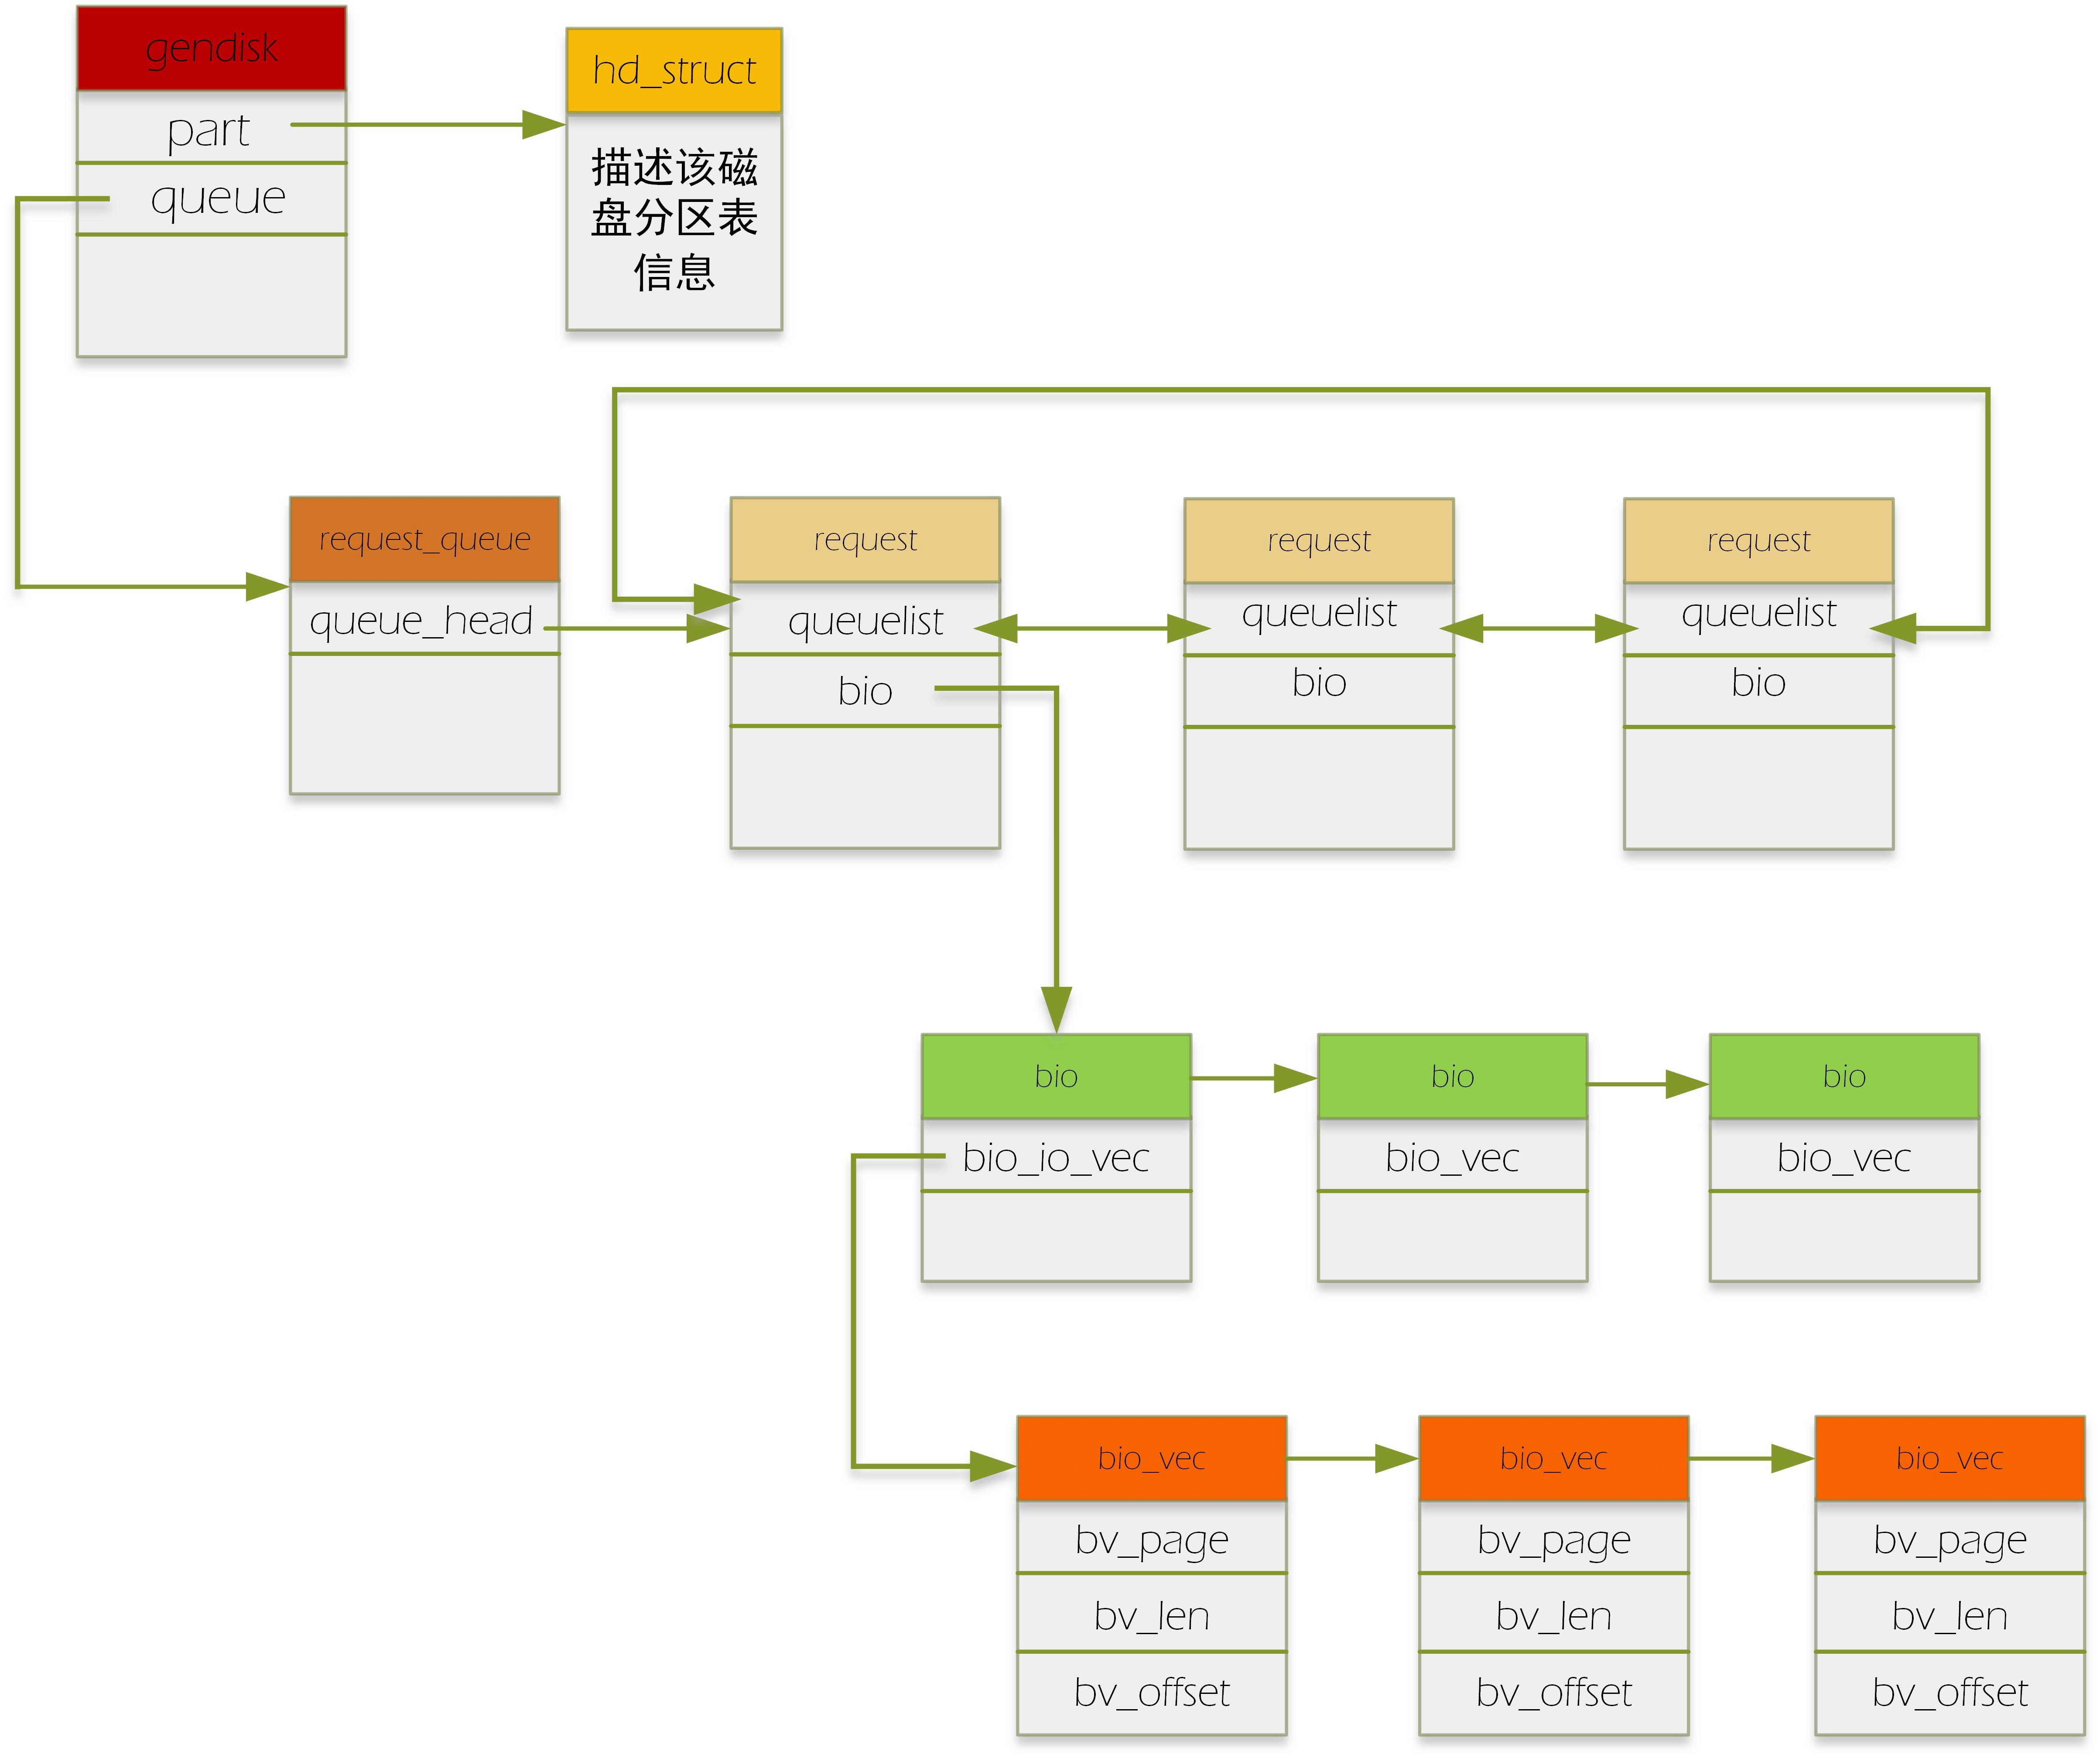 gendisk
part
queue
hd_struct
描述该磁
盘分区表
信息
request_queue
queue_head
request
queuelist
bio
request
queuelist
bio
request
queuelist
bio
bio
bio_io_vec
bio
bio_vec
bio
bio_vec
bio_vec
bv_page
bv_len
bv_offset
bio_vec
bv_page
bv_len
bv_offset
bio_vec
bv_page
bv_len
bv_offset